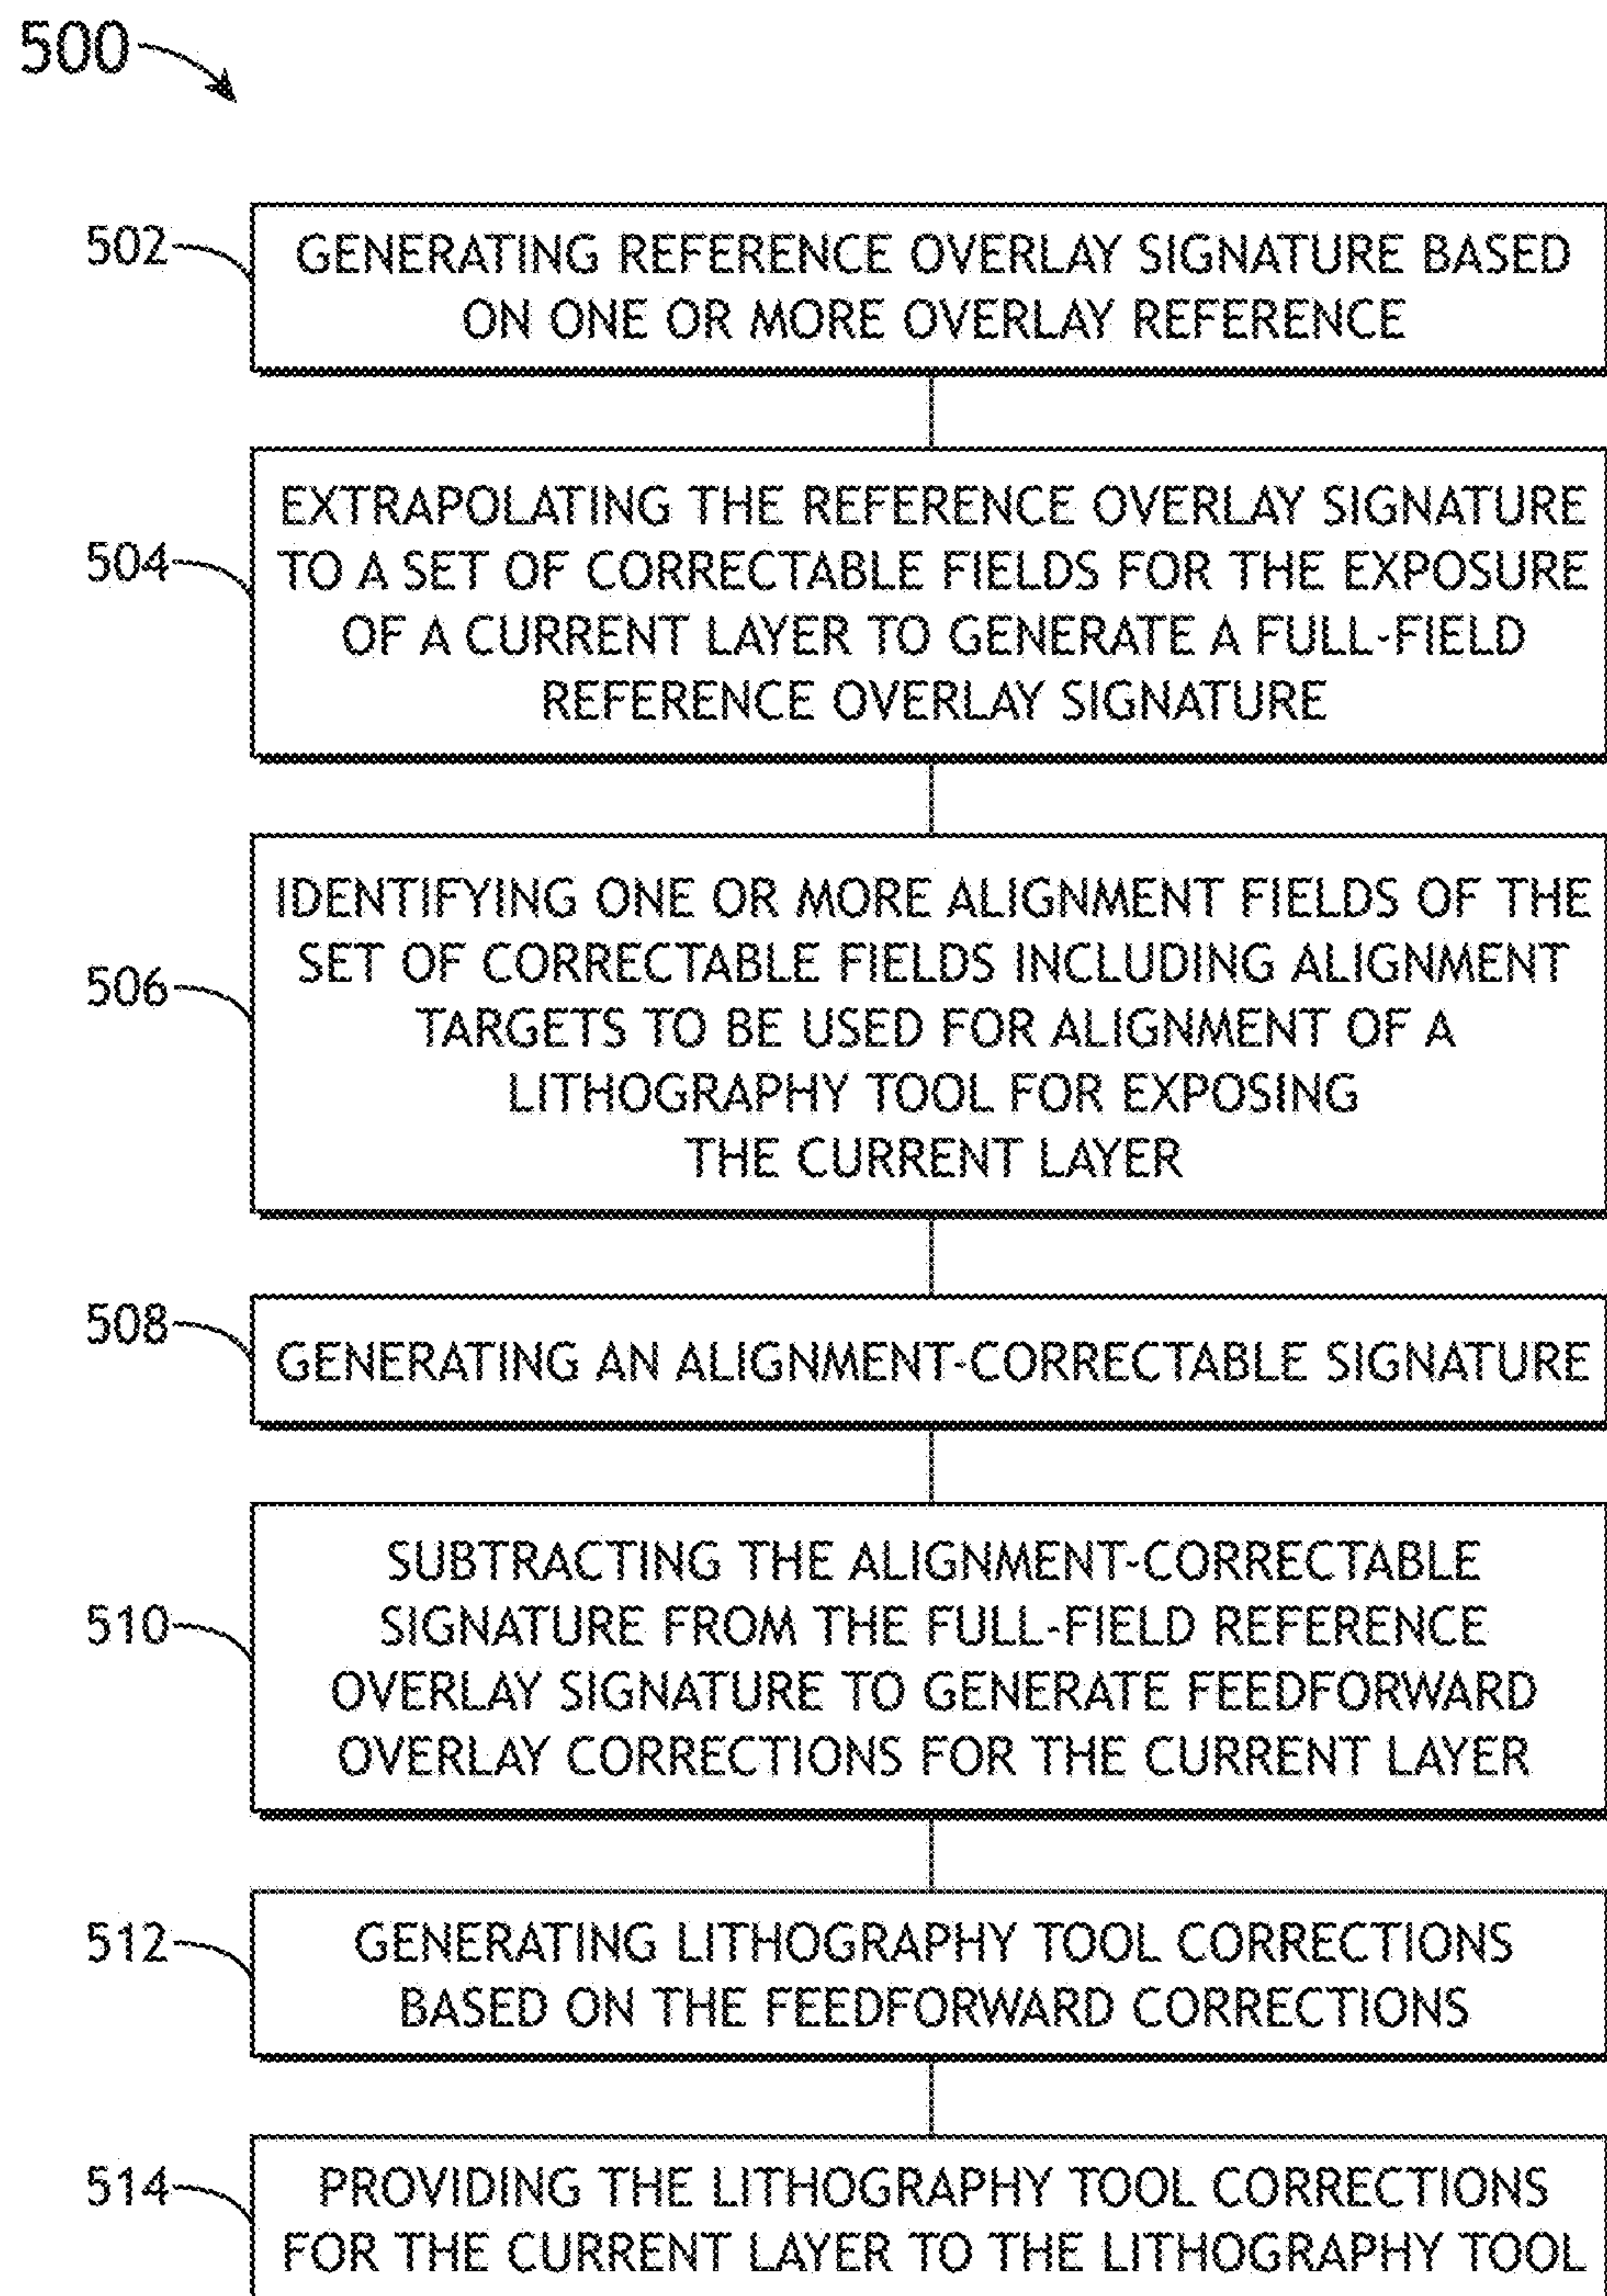 500
502
GENERATING REFERENCE OVERLAY SIGNATURE BASED
ON ONE OR MORE OVERLAY REFERENCE
504
EXTRAPOLATING THE REFERENCE OVERLAY SIGNATURE
TO A SET OF CORRECTABLE FIELDS FOR THE EXPOSURE
OF A CURRENT LAYER TO GENERATE A FULL-FIELD
REFERENCE OVERLAY SIGNATURE
506
IDENTIFYING ONE OR MORE ALIGNMENT FIELDS OF THE
SET OF CORRECTABLE FIELDS INCLUDING ALIGNMENT
TARGETS TO BE USED FOR ALIGNMENT OF A
LITHOGRAPHY TOOL FOR EXPOSING
THE CURRENT LAYER
508
GENERATING AN ALIGNMENT-CORRECTABLE SIGNATURE
510
SUBTRACTING THE ALIGNMENT-CORRECTABLE
SIGNATURE FROM THE FULL-FIELD REFERENCE
OVERLAY SIGNATURE TO GENERATE FEEDFORWARD
OVERLAY CORRECTIONS FOR THE CURRENT LAYER
512
GENERATING LITHOGRAPHY TOOL CORRECTIONS
BASED ON THE FEEDFORWARD CORRECTIONS
514
PROVIDING THE LITHOGRAPHY TOOL CORRECTIONS
FOR THE CURRENT LAYER TO THE LITHOGRAPHY TOOL